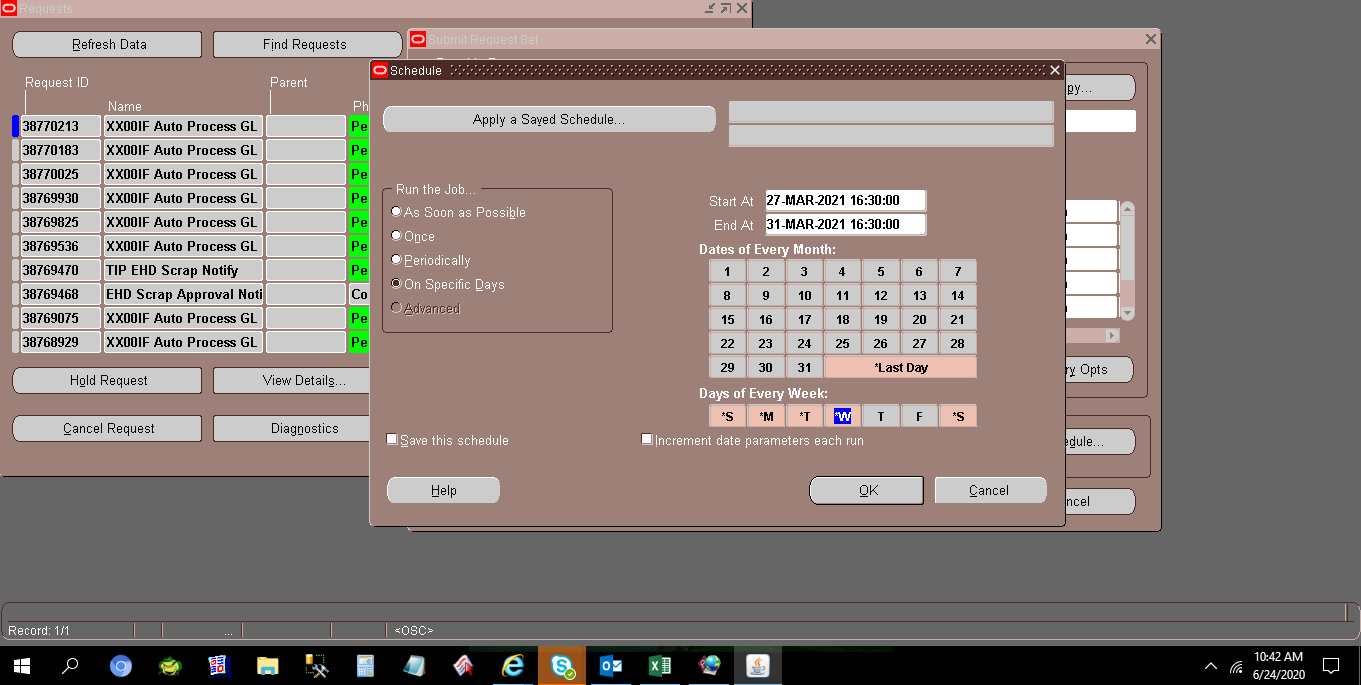 Requests
Refresh Data
Find Requests
Request ID
Parent
Name
Ph
38770213 XX00IF Auto Process GL Pe
38770183 XX00IF Auto Process GL Pe
38770025 XX00IF Auto Process GL Pe
38769930 XX00IF Auto Process GL Pe
38769825 XX00IF Auto Process GL Pe
38769536 XX00IF Auto Process GL Pe
38769470 TIP EHD Scrap Notify Pe
38769468 EHD Scrap Approval Noti Co
38769075 XX00IF Auto Process GL Pe
38768929 XX00IF Auto Process GL Pe
Hold Request
View Details...
Cancel Request
Diagnostics
Submit Request Set
py...
ry Opts
edule...
ncel
Schedule
Apply a Saved Schedule...
Run the Job...
As Soon as Possible
Once
Periodically
On Specific Days
Advanced
Start At 27-MAR-2021 16:30:00
End At 31-MAR-2021 16:30:00
Dates of Every Month:
1 2 3 4 5 6 7
8 9 10 11 12 13 14
15 16 17 18 19 20 21
22 23 24 25 26 27 28
29 30 31 *Last Day
Days of Every Week:
*S *M *T *W T F *S
Save this schedule
Increment date parameters each run
Help
OK
Cancel
Record: 1/1
...
<OSC>
10:42 AM
6/24/2020